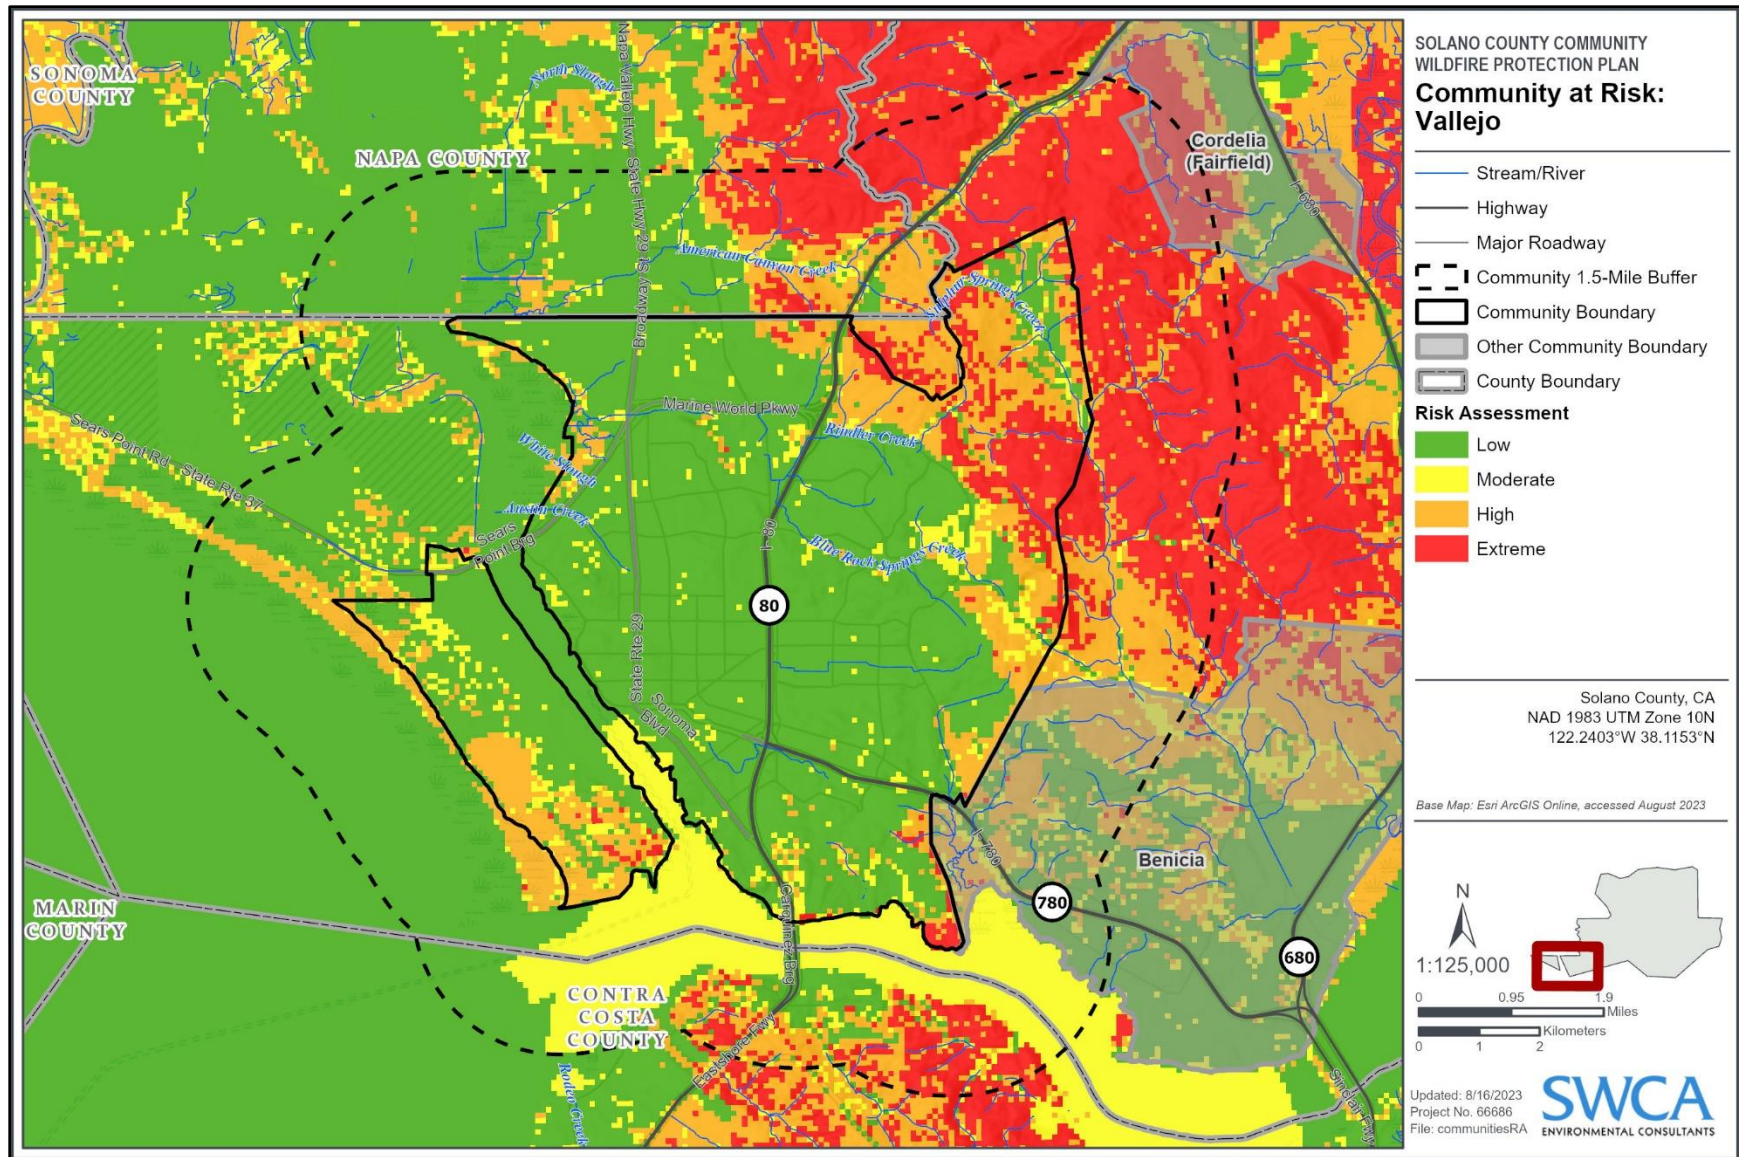 SONOMA
COUNTY
NAPA COUNTY
North Slough
Napa Vallejo Hwy
State Hwy 29
Broadway St
American Canyon Creek
Sulphur Springs Creek
Cordelia
(Fairfield)
I- 680
Marine World Pkwy
Rindler Creek
White Slough
Austin Creek
Sears Point Rd
State Rte 37
Sears
Point Brg
Blue Rock Springs Creek
I- 80
80
State Rte 29
Sonoma
Blvd
I- 780
Benicia
780
680
MARIN
COUNTY
Carquinez Brg
CONTRA
COSTA
COUNTY
Eastshore Fwy
Rodeo Creek
Sinclair Fwy
SOLANO COUNTY COMMUNITY
WILDFIRE PROTECTION PLAN
Community at Risk:
Vallejo
Stream/River
Highway
Major Roadway
Community 1.5-Mile Buffer
Community Boundary
Other Community Boundary
County Boundary
Risk Assessment
Low
Moderate
High
Extreme
Solano County, CA
NAD 1983 UTM Zone 10N
122.2403°W 38.1153°N
Base Map: Esri ArcGIS Online, accessed August 2023
N
1:125,000
0 0.95 1.9
Miles
Kilometers
0 1 2
Updated: 8/16/2023
Project No. 66686
File: communitiesRA
SWCA
ENVIRONMENTAL CONSULTANTS